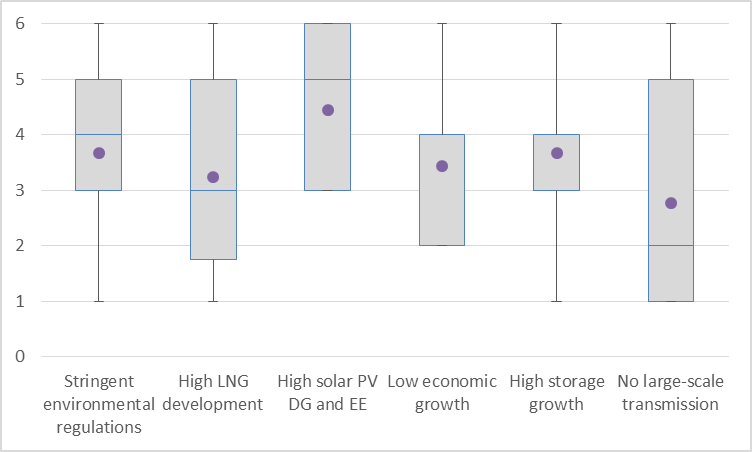 6
5
4
3
2
1
0
Stringent
environmental
regulations
High LNG
development
High solar PV
DG and EE
Low economic
growth
High storage
growth
No large-scale
transmission